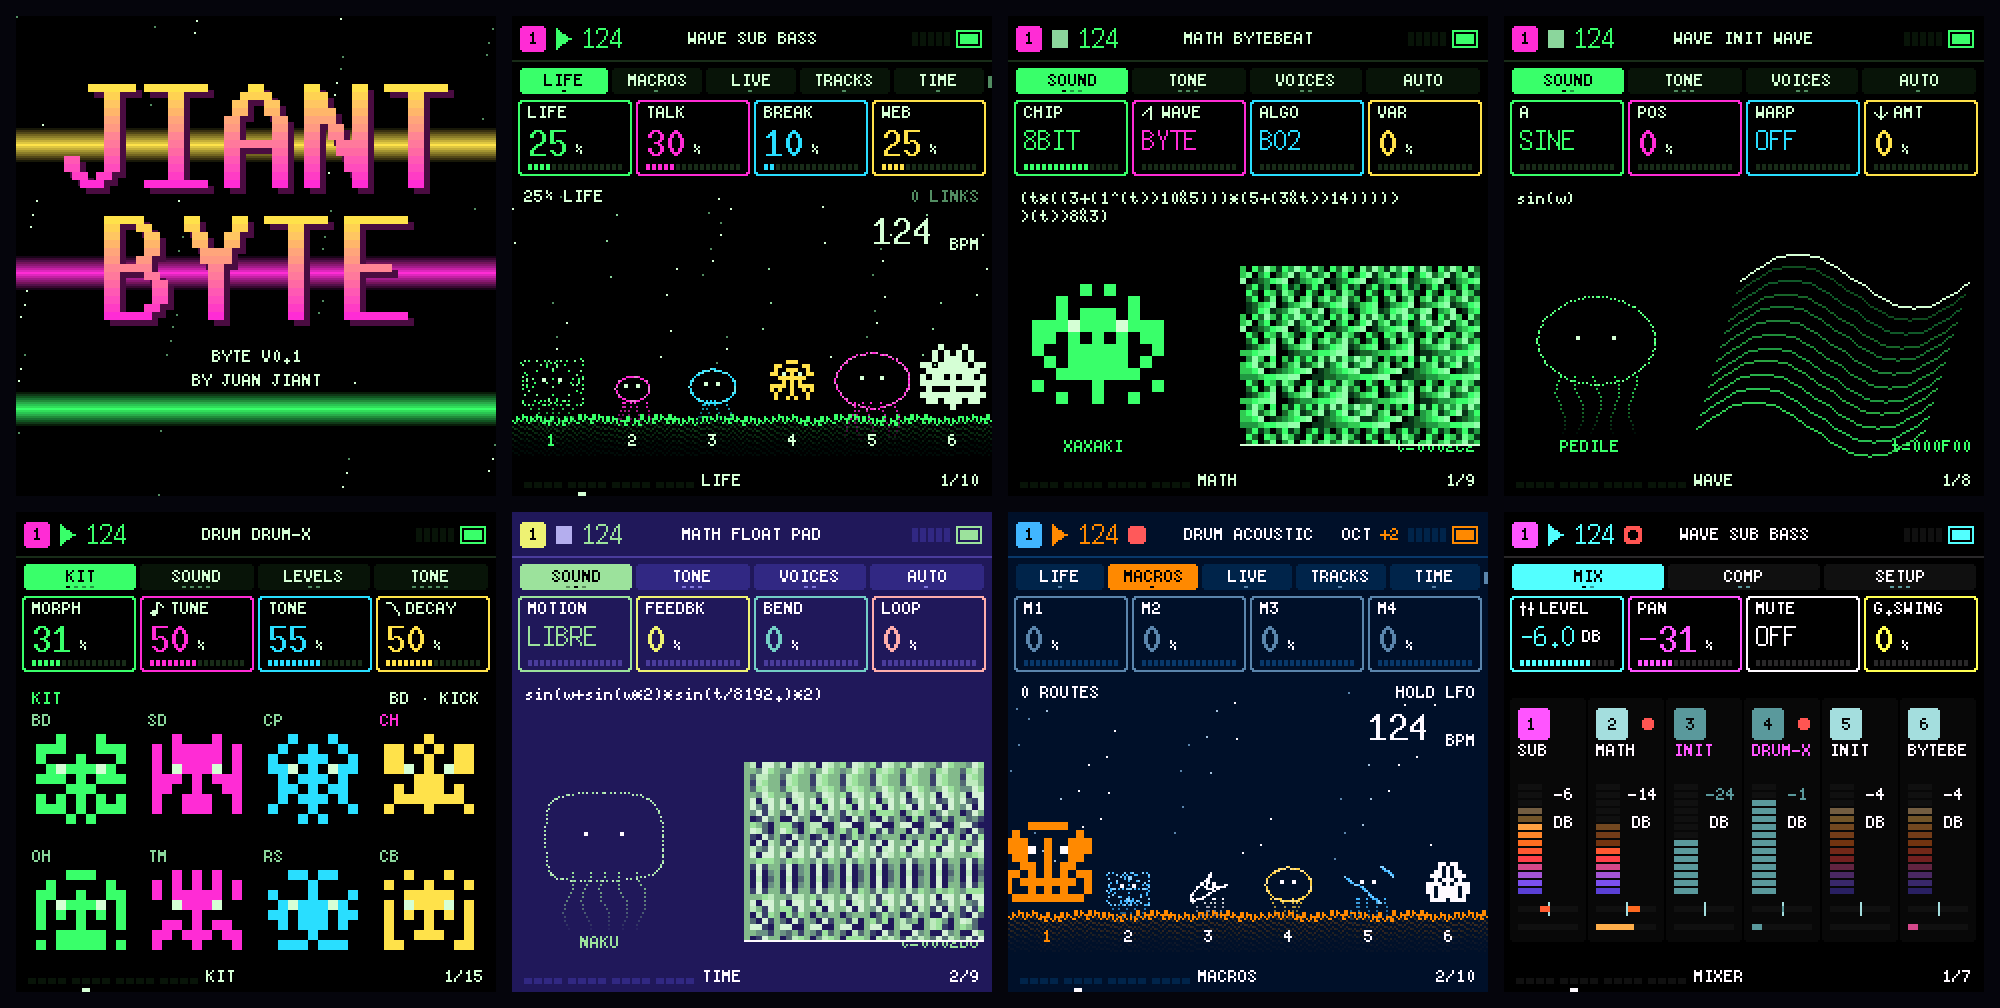 JIANT
BYTE
BYTE V0.1
BY JUAN JIANT
1 124 WAVE SUB BASS
LIFE MACROS LIVE TRACKS TIME
LIFE TALK BREAK WEB
25 % 30 % 10 % 25 %
25% LIFE 0 LINKS
124 BPM
1 2 3 4 5 6
LIFE 1/10
1 124 MATH BYTEBEAT
SOUND TONE VOICES AUTO
CHIP WAVE ALGO VAR
8BIT BYTE BO2 0 %
(t*((3+(1^(t>>10&5)))*(5+(3&t>>14)))>
>(t>>8&3)
XAXAKI
MATH 1/9
1 124 WAVE INIT WAVE
SOUND TONE VOICES AUTO
A POS WARP AMT
SINE 0 % OFF 0 %
sin(w)
PEDILE t=000F00
WAVE 1/8
1 124 DRUM DRUM-X
KIT SOUND LEVELS TONE
MORPH TUNE TONE DECAY
31 % 50 % 55 % 50 %
KIT BD · KICK
BD SD CP CH
OH TM RS CB
KIT 1/15
1 124 MATH FLOAT PAD
SOUND TONE VOICES AUTO
MOTION FEEDBK BEND LOOP
LIBRE 0 % 0 % 0 %
sin(w+sin(w*2)*sin(t/8192.)*2)
NAKU
TIME 2/9
1 124 DRUM ACOUSTIC OCT +2
LIFE MACROS LIVE TRACKS TIME
M1 M2 M3 M4
0 % 0 % 0 % 0 %
0 ROUTES HOLD LFO
124 BPM
1 2 3 4 5 6
MACROS 2/10
1 124 WAVE SUB BASS
MIX COMP SETUP
LEVEL PAN MUTE G.SWING
-6.0 DB -31 % OFF 0 %
1 2 3 4 5 6
SUB MATH INIT DRUM-X INIT BYTEBE
-6 -14 -24 -1 -4 -4
DB DB DB DB DB DB
MIXER 1/7